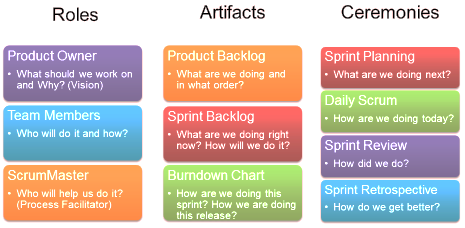 Roles
Product Owner
• What should we work on
and Why? (Vision)
Team Members
• Who will do it and how?
ScrumMaster
• Who will help us do it?
(Process Facilitator)
Artifacts
Product Backlog
• What are we doing and
in what order?
Sprint Backlog
• What are we doing right
now? How will we do it?
Burndown Chart
• How are we doing this
sprint? How we are doing
this release?
Ceremonies
Sprint Planning
• What are we doing next?
Daily Scrum
• How are we doing today?
Sprint Review
• How did we do?
Sprint Retrospective
• How do we get better?